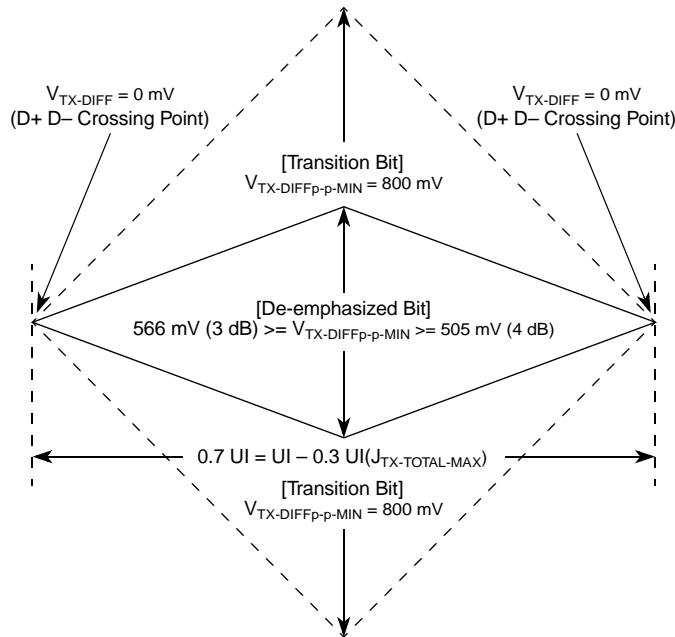 V_TX-DIFF = 0 mV
(D+ D– Crossing Point)
V_TX-DIFF = 0 mV
(D+ D– Crossing Point)
[Transition Bit]
V_TX-DIFFp-p-MIN = 800 mV
[De-emphasized Bit]
566 mV (3 dB) >= V_TX-DIFFp-p-MIN >= 505 mV (4 dB)
0.7 UI = UI – 0.3 UI(J_TX-TOTAL-MAX)
[Transition Bit]
V_TX-DIFFp-p-MIN = 800 mV